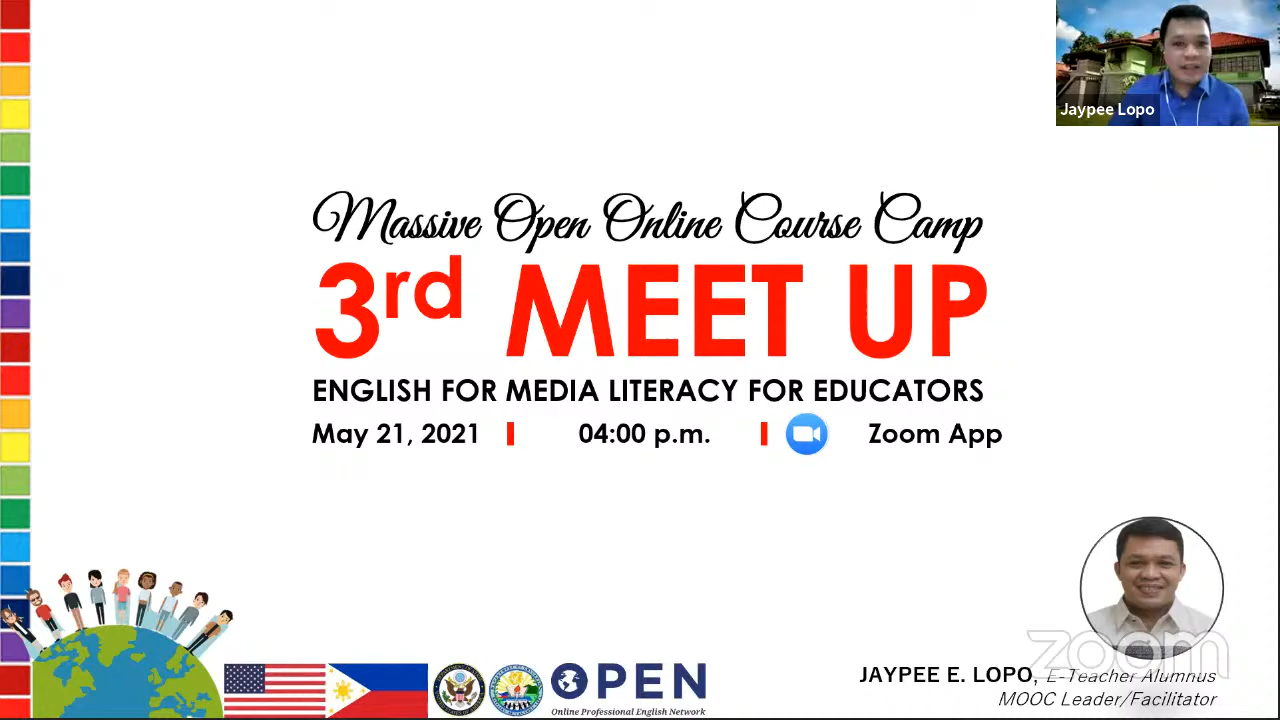 Jaypee Lopo
Massive Open Online Course Camp
3rd MEET UP
ENGLISH FOR MEDIA LITERACY FOR EDUCATORS
May 21, 2021 04:00 p.m. Zoom App
zoom
OPEN
Online Professional English Network
JAYPEE E. LOPO, E-Teacher Alumnus
MOOC Leader/Facilitator